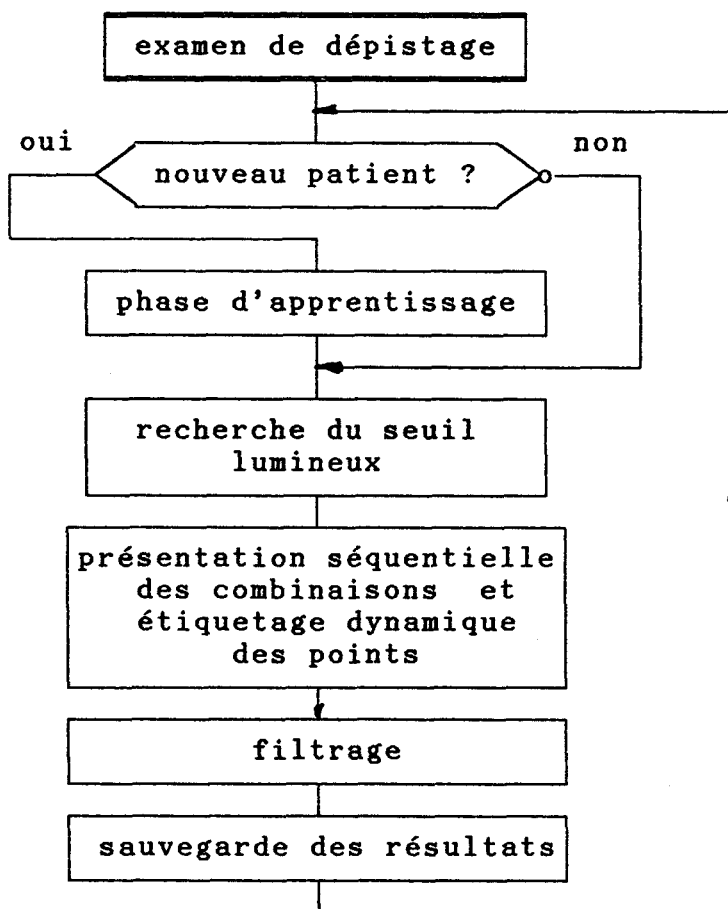 examen de dépistage
oui
non
nouveau patient ?
phase d'apprentissage
recherche du seuil
lumineux
présentation séquentielle
des combinaisons et
étiquetage dynamique
des points
filtrage
sauvegarde des résultats